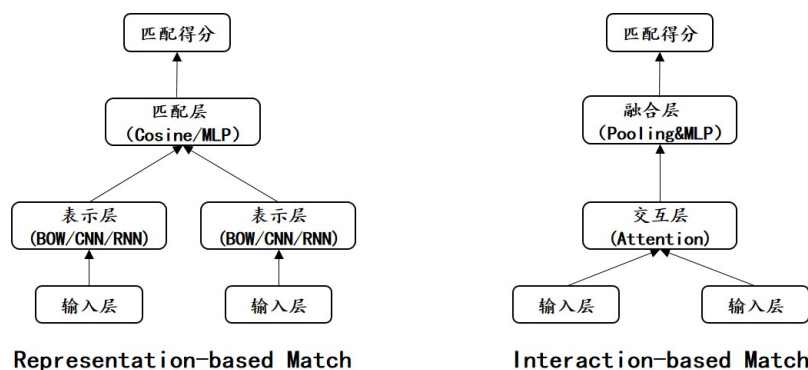 匹配得分
匹配层
(Cosine/MLP)
表示层
(BOW/CNN/RNN)
表示层
(BOW/CNN/RNN)
输入层
输入层
Representation-based Match
匹配得分
融合层
(Pooling&MLP)
交互层
(Attention)
输入层
输入层
Interaction-based Match